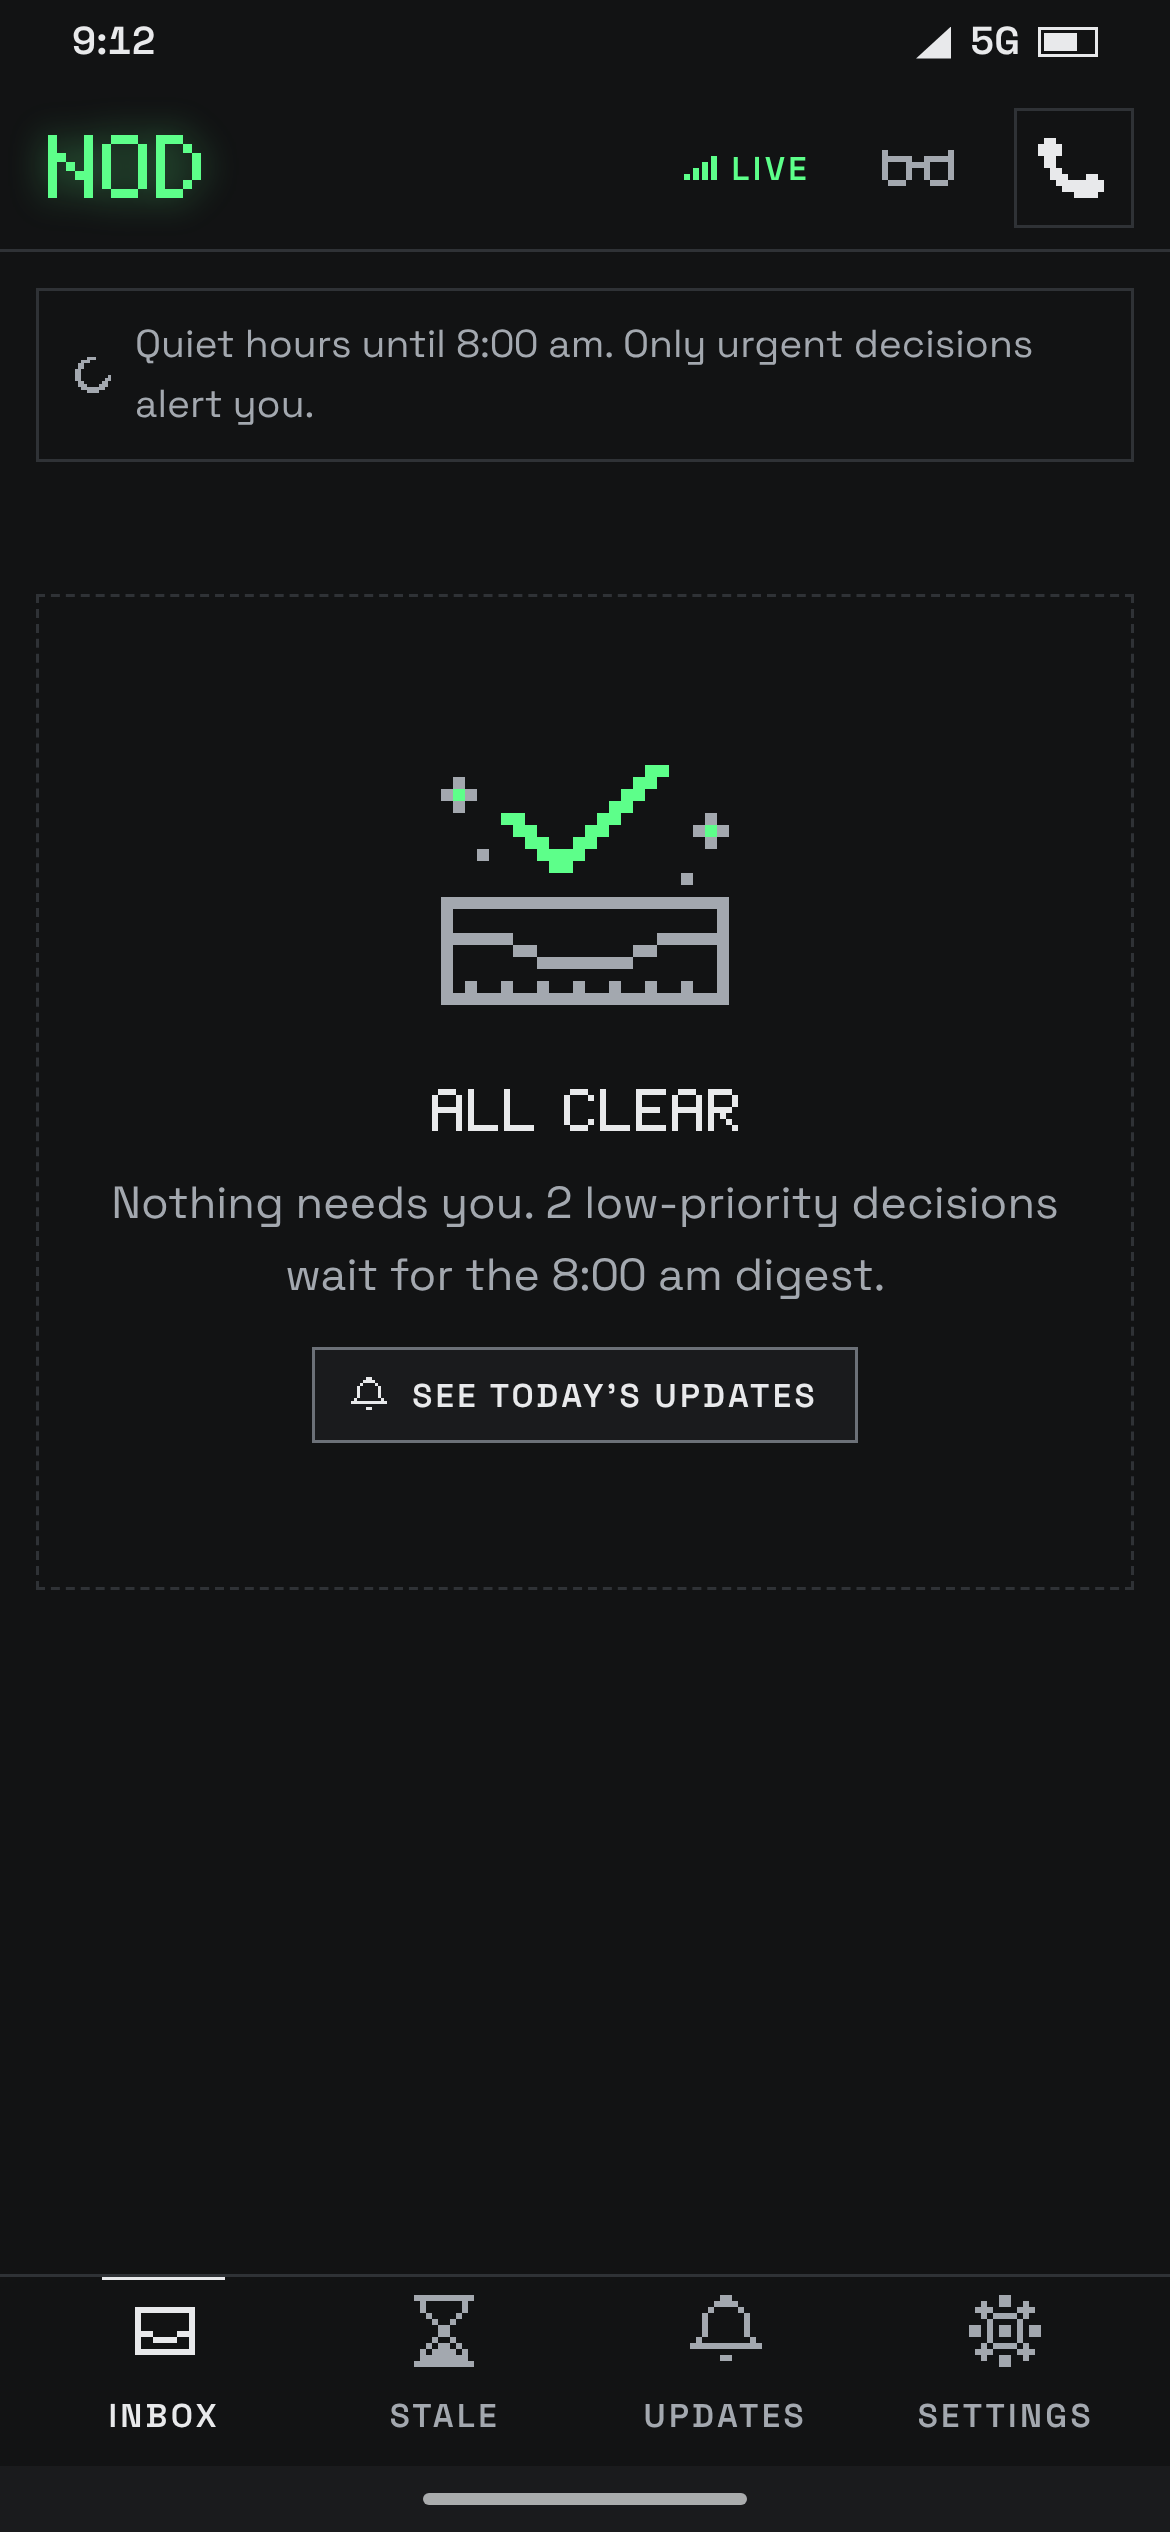 9:12
5G
NOD
LIVE
Quiet hours until 8:00 am. Only urgent decisions
alert you.
ALL CLEAR
Nothing needs you. 2 low-priority decisions
wait for the 8:00 am digest.
SEE TODAY’S UPDATES
INBOX
STALE
UPDATES
SETTINGS